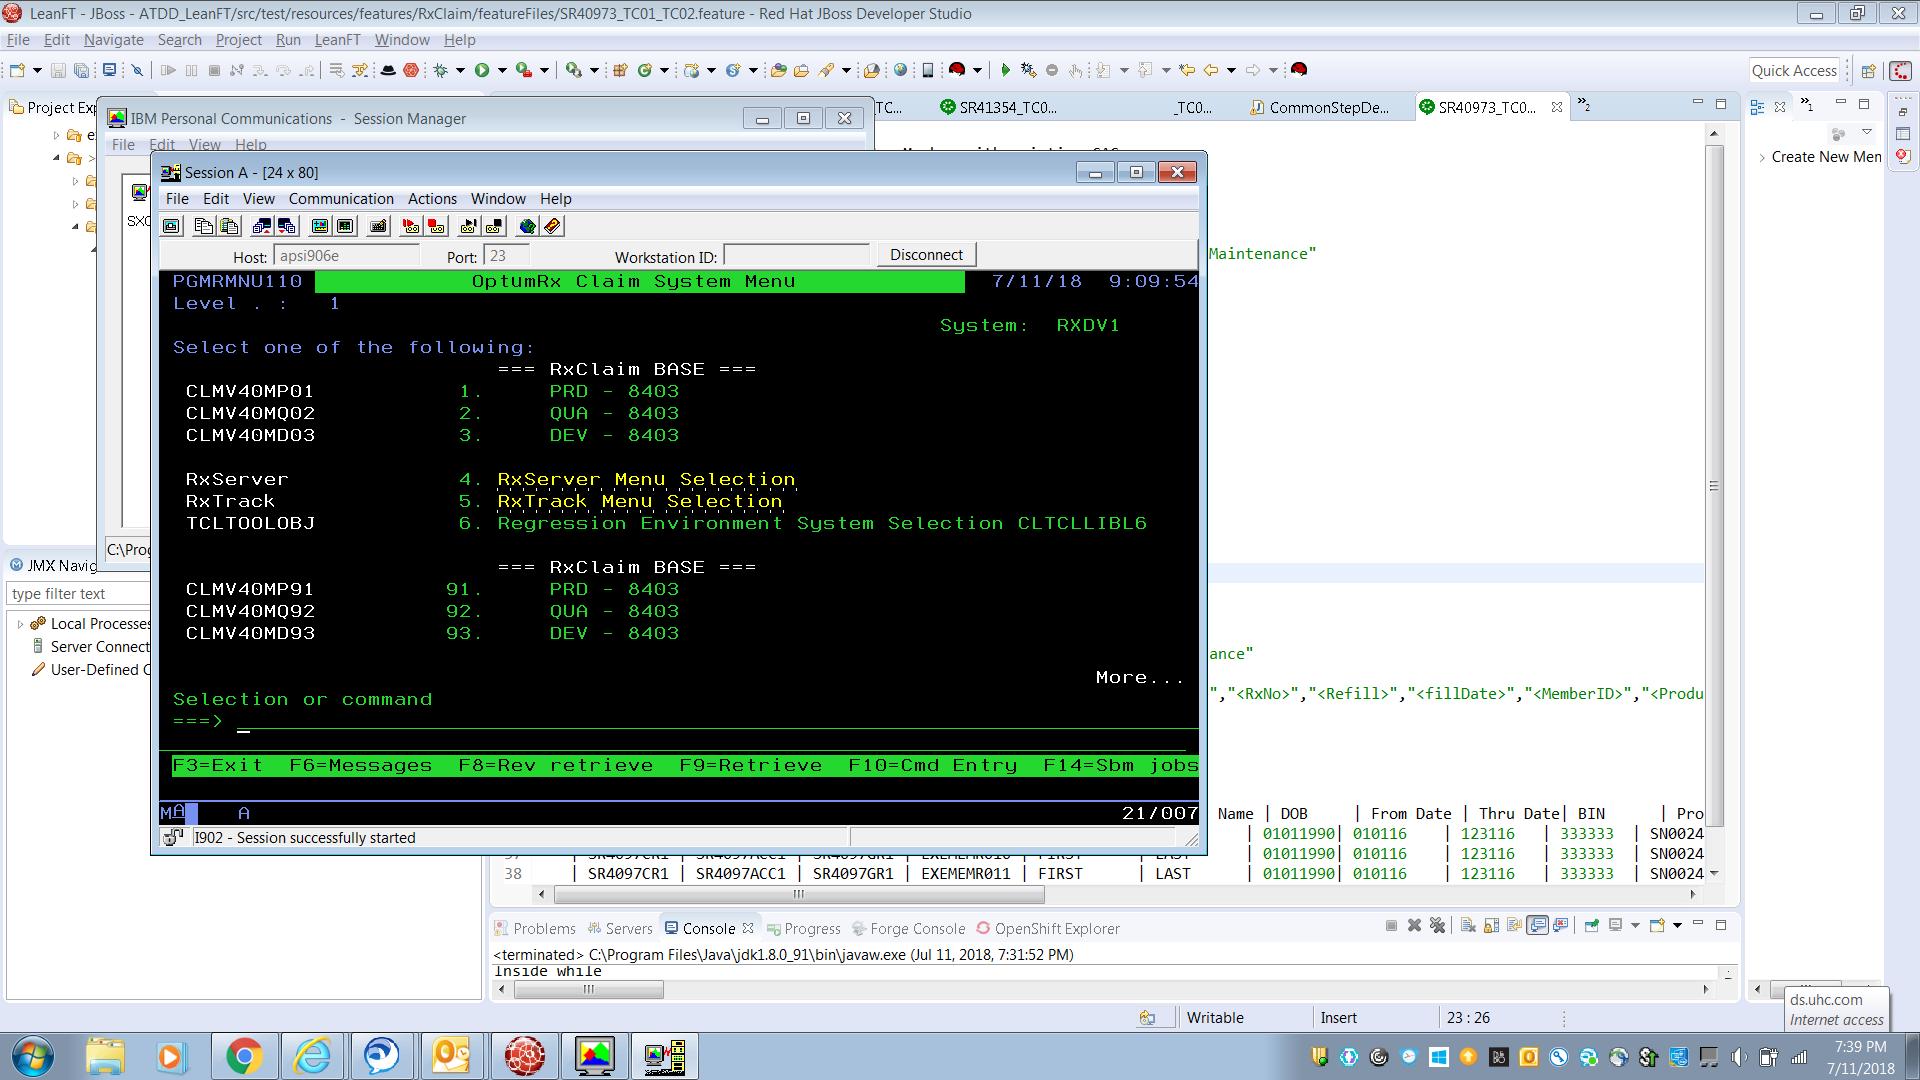 LeanFT - JBoss - ATDD_LeanFT/src/test/resources/features/RxClaim/featureFiles/SR40973_TC01_TC02.feature - Red Hat JBoss Developer Studio
File Edit Navigate Search Project Run LeanFT Window Help
Quick Access
Project Exp
IBM Personal Communications - Session Manager
File Edit View Help
_TC...
SR41354_TC0...
_TC0...
CommonStepDe...
SR40973_TC0...
2
1
Create New Mem
Session A - [24 x 80]
File Edit View Communication Actions Window Help
Host: apsi906e Port: 23 Workstation ID: Disconnect
PGMRMNU110 OptumRx Claim System Menu 7/11/18 9:09:54
Level . : 1
System: RXDV1
Select one of the following:
=== RxClaim BASE ===
CLMV40MP01 1. PRD - 8403
CLMV40MQ02 2. QUA - 8403
CLMV40MD03 3. DEV - 8403
RxServer 4. RxServer Menu Selection
RxTrack 5. RxTrack Menu Selection
TCLTOOLOBJ 6. Regression Environment System Selection CLTCLLIBL6
=== RxClaim BASE ===
CLMV40MP91 91. PRD - 8403
CLMV40MQ92 92. QUA - 8403
CLMV40MD93 93. DEV - 8403
More...
Selection or command
===>
F3=Exit F6=Messages F8=Rev retrieve F9=Retrieve F10=Cmd Entry F14=Sbm jobs
MA A 21/007
I902 - Session successfully started
Maintenance"
ance"
","<RxNo>","<Refill>","<fillDate>","<MemberID>","<Produ
C:\Prog
JMX Navig
type filter text
Local Processes
Server Connect
User-Defined C
Name | DOB | From Date | Thru Date| BIN | Pro
| 01011990| 010116 | 123116 | 333333 | SN0024
| 01011990| 010116 | 123116 | 333333 | SN0024
38 | SR4097CR1 | SR4097ACC1 | SR4097GR1 | EXEMEMR011 | FIRST | LAST | 01011990| 010116 | 123116 | 333333 | SN0024
Problems Servers Console Progress Forge Console OpenShift Explorer
<terminated> C:\Program Files\Java\jdk1.8.0_91\bin\javaw.exe (Jul 11, 2018, 7:31:52 PM)
Inside while
ds.uhc.com
Internet access
Writable Insert 23 : 26
7:39 PM
7/11/2018